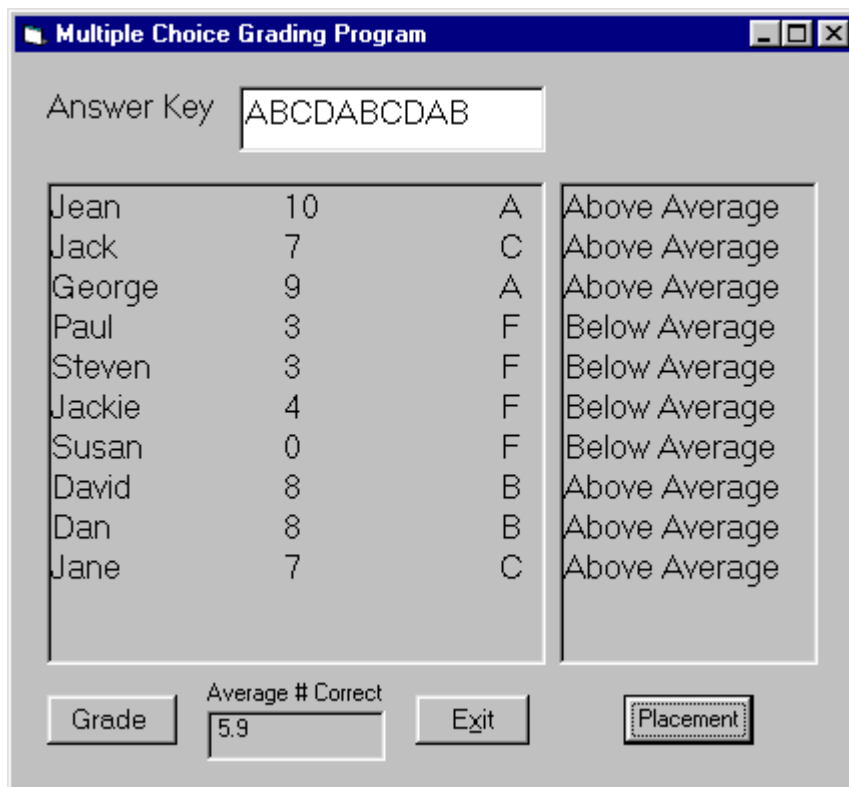 Multiple Choice Grading Program
Answer Key ABCDABCDAB
Jean 10 A Above Average
Jack 7 C Above Average
George 9 A Above Average
Paul 3 F Below Average
Steven 3 F Below Average
Jackie 4 F Below Average
Susan 0 F Below Average
David 8 B Above Average
Dan 8 B Above Average
Jane 7 C Above Average
Average # Correct
Grade 5.9 Exit Placement